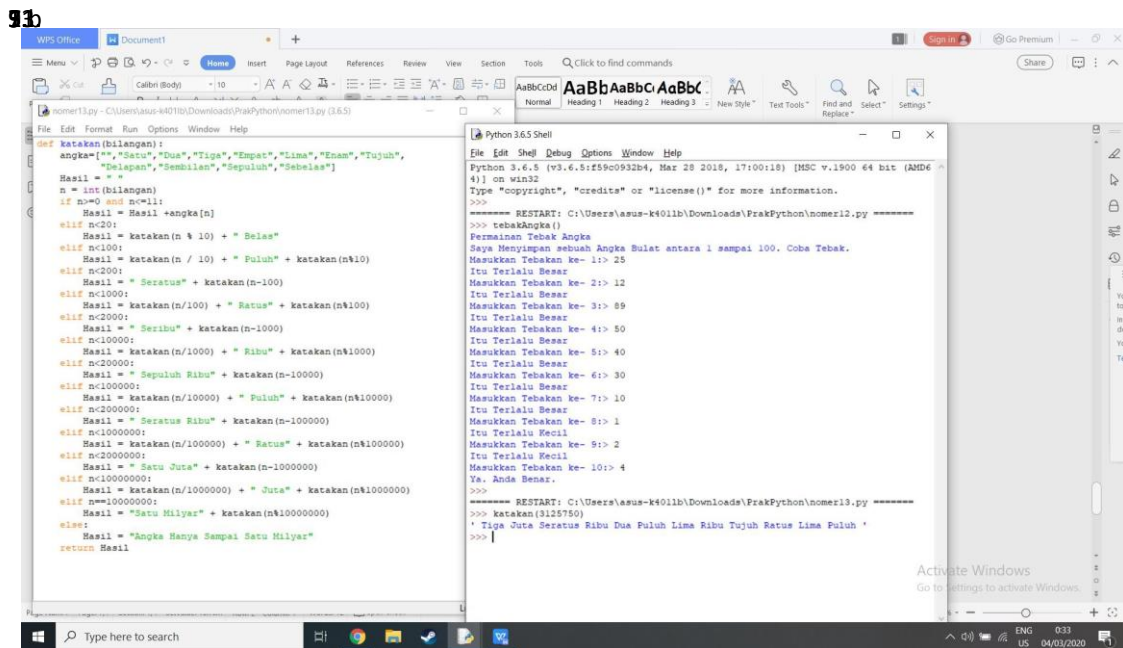 WPS Office Document1 Sign in Go Premium
Menu Home Insert Page Layout References Review View Section Tools Click to find commands Share
Cut Calibri (Body) 10 AaBbCcDd AaBb AaBbC AaBbC
Normal Heading 1 Heading 2 Heading 3 New Style Text Tools Find and Replace Select Settings
nomer13.py - C:\Users\asus-k401lb\Downloads\PrakPython\nomer13.py (3.6.5)
File Edit Format Run Options Window Help
def katakan(bilangan):
angka=["","Satu","Dua","Tiga","Empat","Lima","Enam","Tujuh",
"Delapan","Sembilan","Sepuluh","Sebelas"]
Hasil = " "
n = int(bilangan)
if n>=0 and n<=11:
Hasil = Hasil +angka[n]
elif n<20:
Hasil = katakan(n % 10) + " Belas"
elif n<100:
Hasil = katakan(n / 10) + " Puluh" + katakan(n%10)
elif n<200:
Hasil = " Seratus" + katakan(n-100)
elif n<1000:
Hasil = katakan(n/100) + " Ratus" + katakan(n%100)
elif n<2000:
Hasil = " Seribu" + katakan(n-1000)
elif n<10000:
Hasil = katakan(n/1000) + " Ribu" + katakan(n%1000)
elif n<20000:
Hasil = " Sepuluh Ribu" + katakan(n-10000)
elif n<100000:
Hasil = katakan(n/10000) + " Puluh" + katakan(n%10000)
elif n<200000:
Hasil = " Seratus Ribu" + katakan(n-100000)
elif n<1000000:
Hasil = katakan(n/100000) + " Ratus" + katakan(n%100000)
elif n<2000000:
Hasil = " Satu Juta" + katakan(n-1000000)
elif n<10000000:
Hasil = katakan(n/1000000) + " Juta" + katakan(n%1000000)
elif n==10000000:
Hasil = "Satu Milyar" + katakan(n%10000000)
else:
Hasil = "Angka Hanya Sampai Satu Milyar"
return Hasil
Python 3.6.5 Shell
File Edit Shell Debug Options Window Help
Python 3.6.5 (v3.6.5:f59c0932b4, Mar 28 2018, 17:00:18) [MSC v.1900 64 bit (AMD6
4)] on win32
Type "copyright", "credits" or "license()" for more information.
>>>
======= RESTART: C:\Users\asus-k401lb\Downloads\PrakPython\nomer12.py =======
>>> tebakAngka()
Permainan Tebak Angka
Saya Menyimpan sebuah Angka Bulat antara 1 sampai 100. Coba Tebak.
Masukkan Tebakan ke- 1:> 25
Itu Terlalu Besar
Masukkan Tebakan ke- 2:> 12
Itu Terlalu Besar
Masukkan Tebakan ke- 3:> 89
Itu Terlalu Besar
Masukkan Tebakan ke- 4:> 50
Itu Terlalu Besar
Masukkan Tebakan ke- 5:> 40
Itu Terlalu Besar
Masukkan Tebakan ke- 6:> 30
Itu Terlalu Besar
Masukkan Tebakan ke- 7:> 10
Itu Terlalu Besar
Masukkan Tebakan ke- 8:> 1
Itu Terlalu Kecil
Masukkan Tebakan ke- 9:> 2
Itu Terlalu Kecil
Masukkan Tebakan ke- 10:> 4
Ya. Anda Benar.
>>>
======= RESTART: C:\Users\asus-k401lb\Downloads\PrakPython\nomer13.py =======
>>> katakan(3125750)
' Tiga Juta Seratus Ribu Dua Puluh Lima Ribu Tujuh Ratus Lima Puluh '
>>>
Activate Windows
Go to Settings to activate Windows.
Type here to search
ENG 0:33
US 04/03/2020